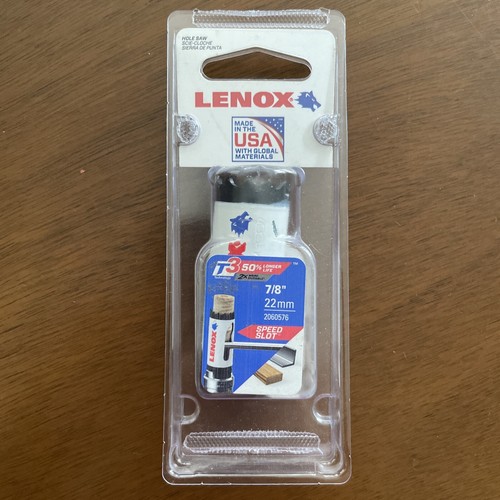 HOLE SAW
SCIE-CLOCHE
SIERRA DE PUNTA
LENOX
MADE
IN THE
USA
WITH GLOBAL
MATERIALS
T3 50% LONGER
LIFE
7/8"
22mm
2060576
SPEED
SLOT
LENOX